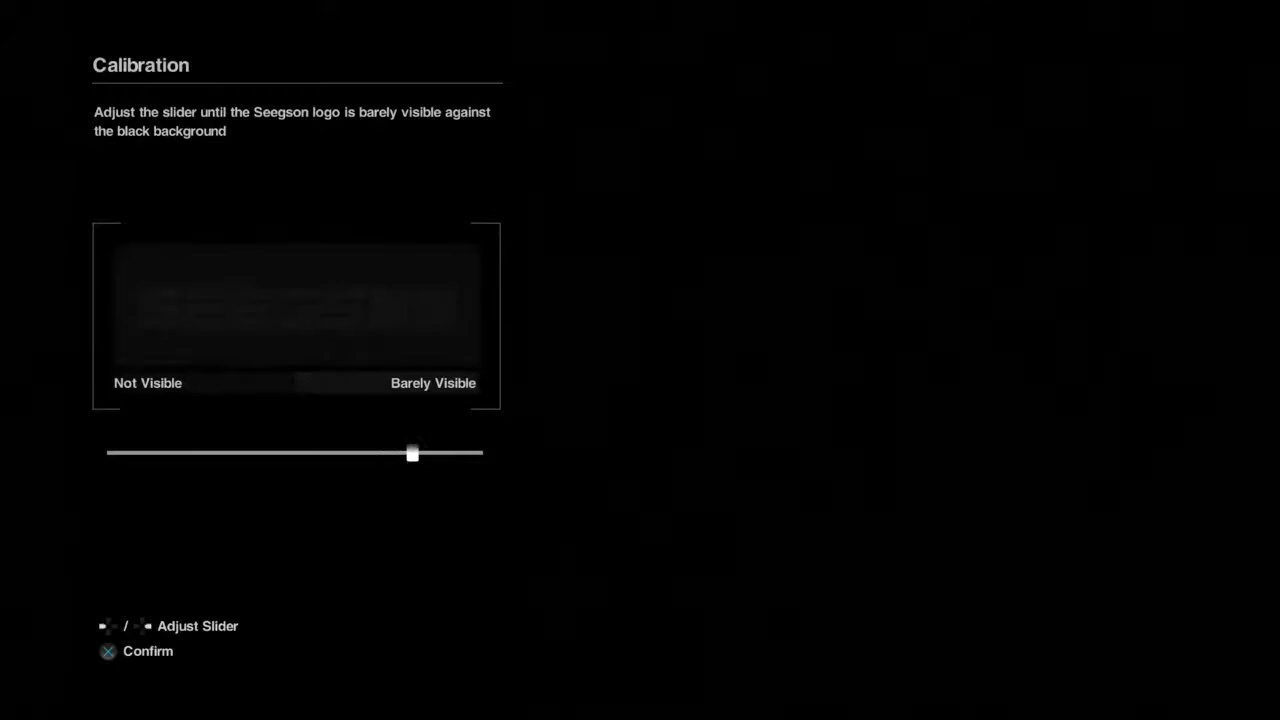 Calibration
Adjust the slider until the Seegson logo is barely visible against
the black background
Not Visible
Barely Visible
/ Adjust Slider
Confirm